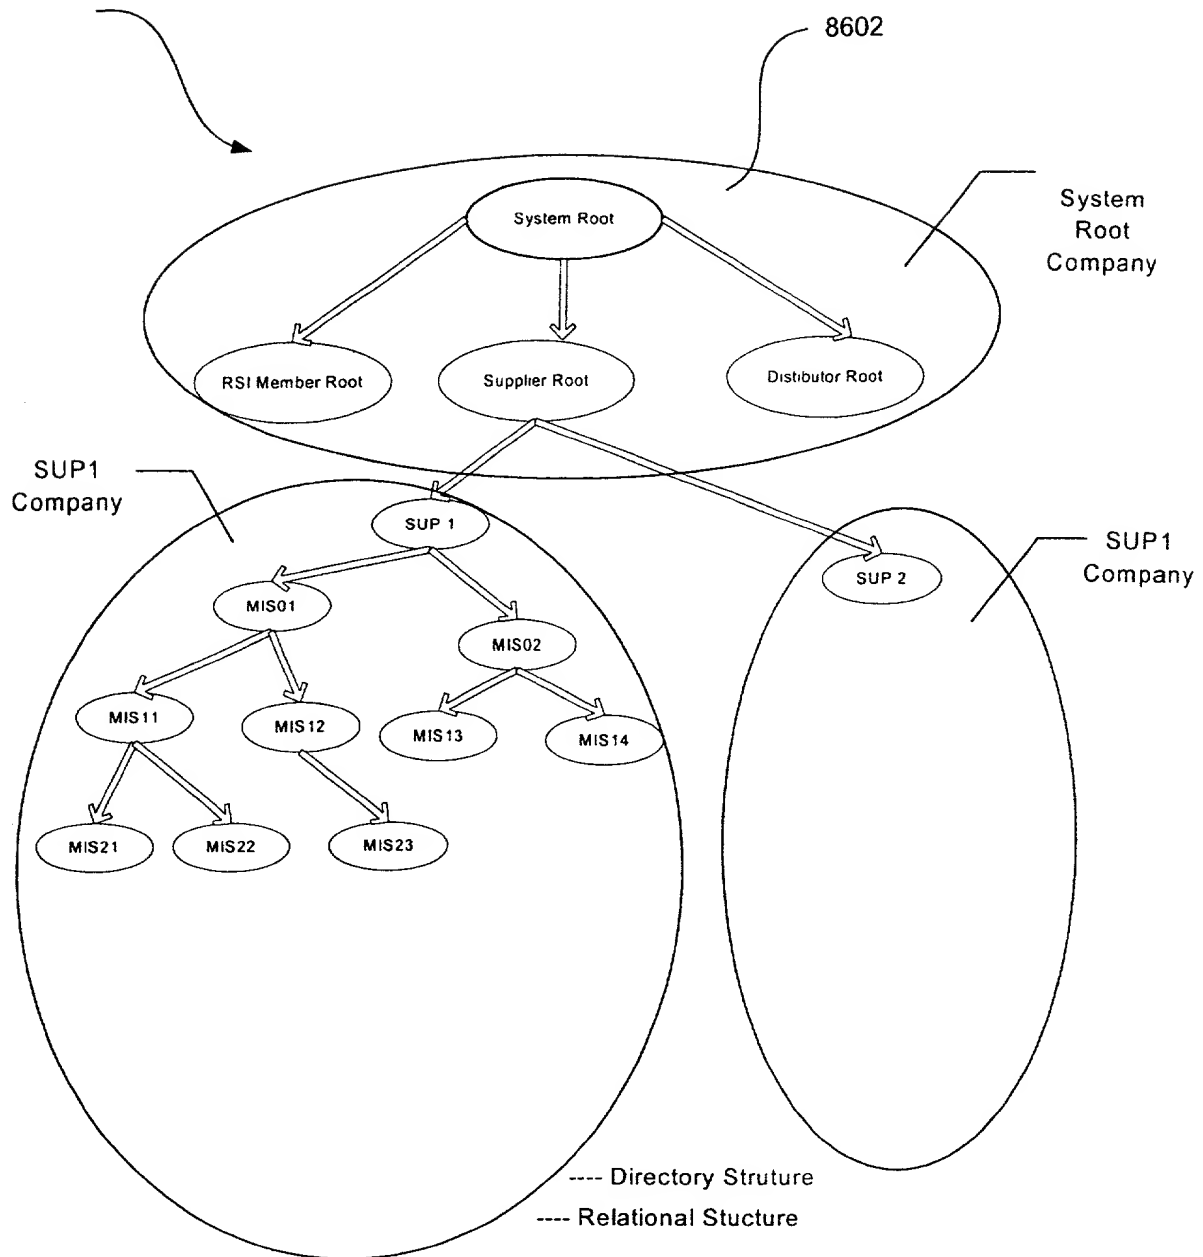 8602
System Root
System
Root
Company
RSI Member Root
Supplier Root
Distibutor Root
SUP1
Company
SUP 1
SUP1
Company
SUP 2
MIS01
MIS02
MIS11
MIS12
MIS13
MIS14
MIS21
MIS22
MIS23
---- Directory Struture
---- Relational Stucture